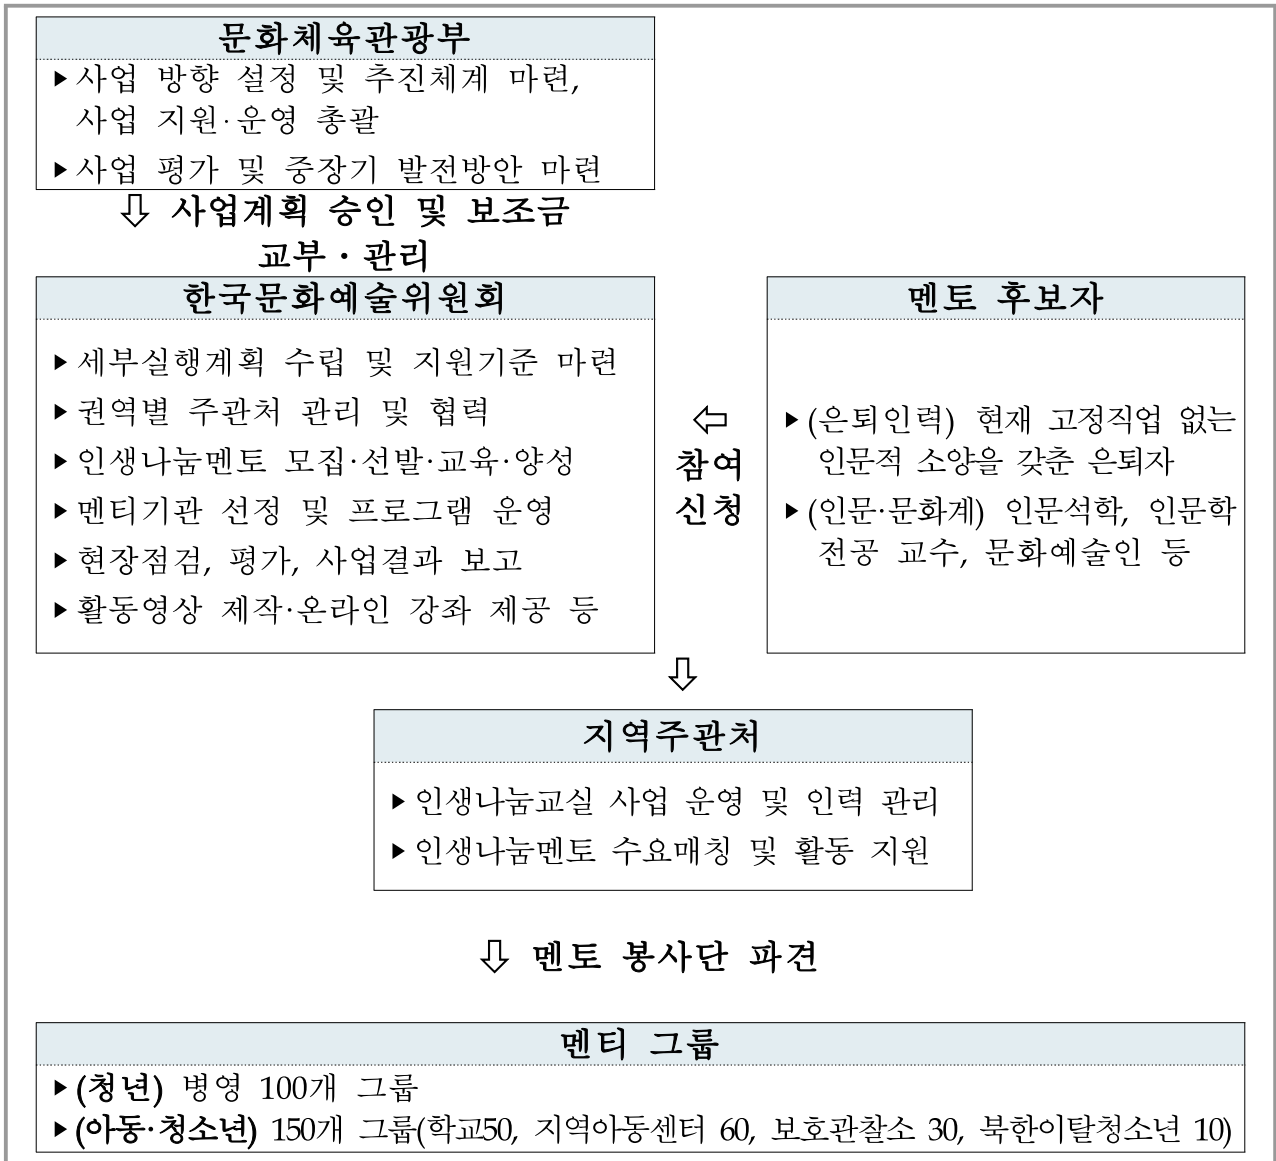 문화체육관광부
▶사업 방향 설정 및 추진체계 마련,
사업 지원·운영 총괄
▶사업 평가 및 중장기 발전방안 마련
⇩ 사업계획 승인 및 보조금
교부·관리
한국문화예술위원회
▶세부실행계획 수립 및 지원기준 마련
▶권역별 주관처 관리 및 협력
▶인생나눔멘토 모집·선발·교육·양성
▶멘티기관 선정 및 프로그램 운영
▶현장점검, 평가, 사업결과 보고
▶활동영상 제작·온라인 강좌 제공 등
⇦
참여
신청
멘토 후보자
▶(은퇴인력) 현재 고정직업 없는
인문적 소양을 갖춘 은퇴자
▶(인문·문화계) 인문석학, 인문학
전공 교수, 문화예술인 등
⇩
지역주관처
▶인생나눔교실 사업 운영 및 인력 관리
▶인생나눔멘토 수요매칭 및 활동 지원
⇩ 멘토 봉사단 파견
멘티 그룹
▶(청년) 병영 100개 그룹
▶(아동·청소년) 150개 그룹(학교50, 지역아동센터 60, 보호관찰소 30, 북한이탈청소년 10)